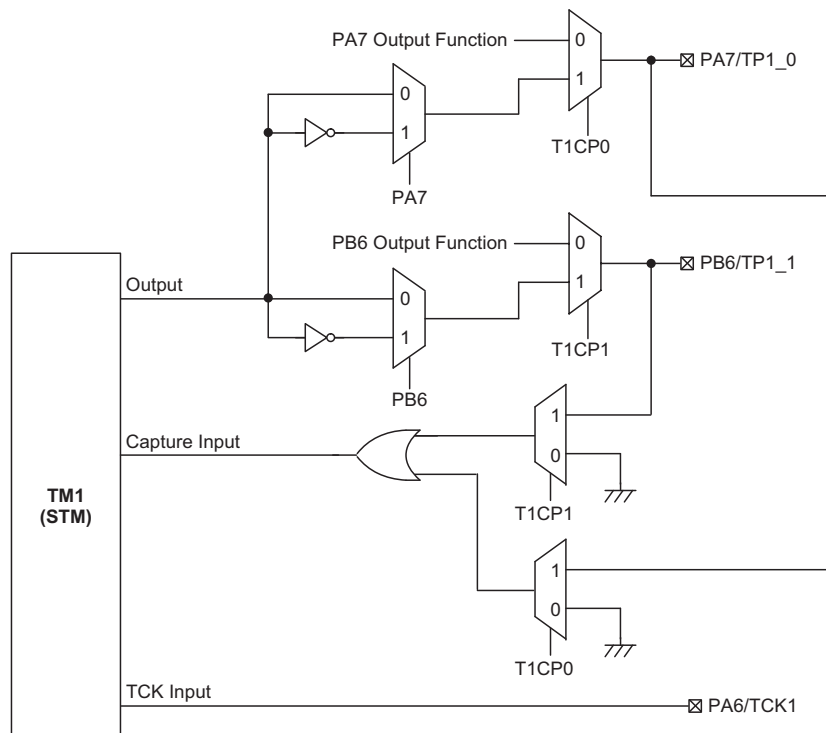 PA7 Output Function
0
1
T1CP0
PA7/TP1_0
0
1
PA7
PB6 Output Function
0
1
T1CP1
PB6/TP1_1
Output
0
1
PB6
Capture Input
1
0
T1CP1
TM1
(STM)
1
0
T1CP0
TCK Input
PA6/TCK1